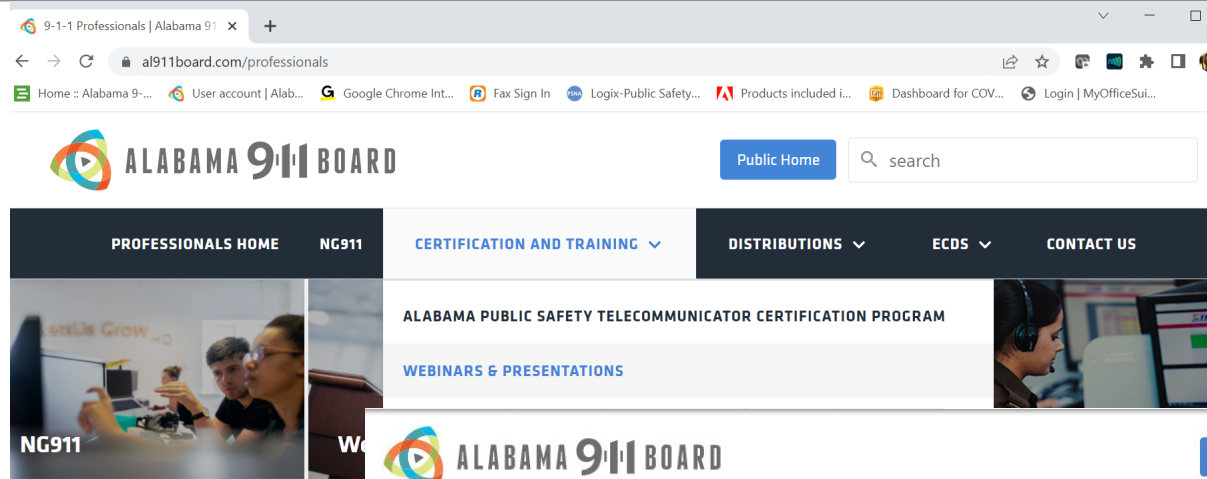 9-1-1 Professionals | Alabama 91
al911board.com/professionals
Home :: Alabama 9-... User account | Alab... Google Chrome Int... Fax Sign In Logix-Public Safety... Products included i... Dashboard for COV... Login | MyOfficeSui...
ALABAMA 911 BOARD Public Home search
PROFESSIONALS HOME NG911 CERTIFICATION AND TRAINING DISTRIBUTIONS ECDS CONTACT US
ALABAMA PUBLIC SAFETY TELECOMMUNICATOR CERTIFICATION PROGRAM
WEBINARS & PRESENTATIONS
NG911 We
ALABAMA 911 BOARD